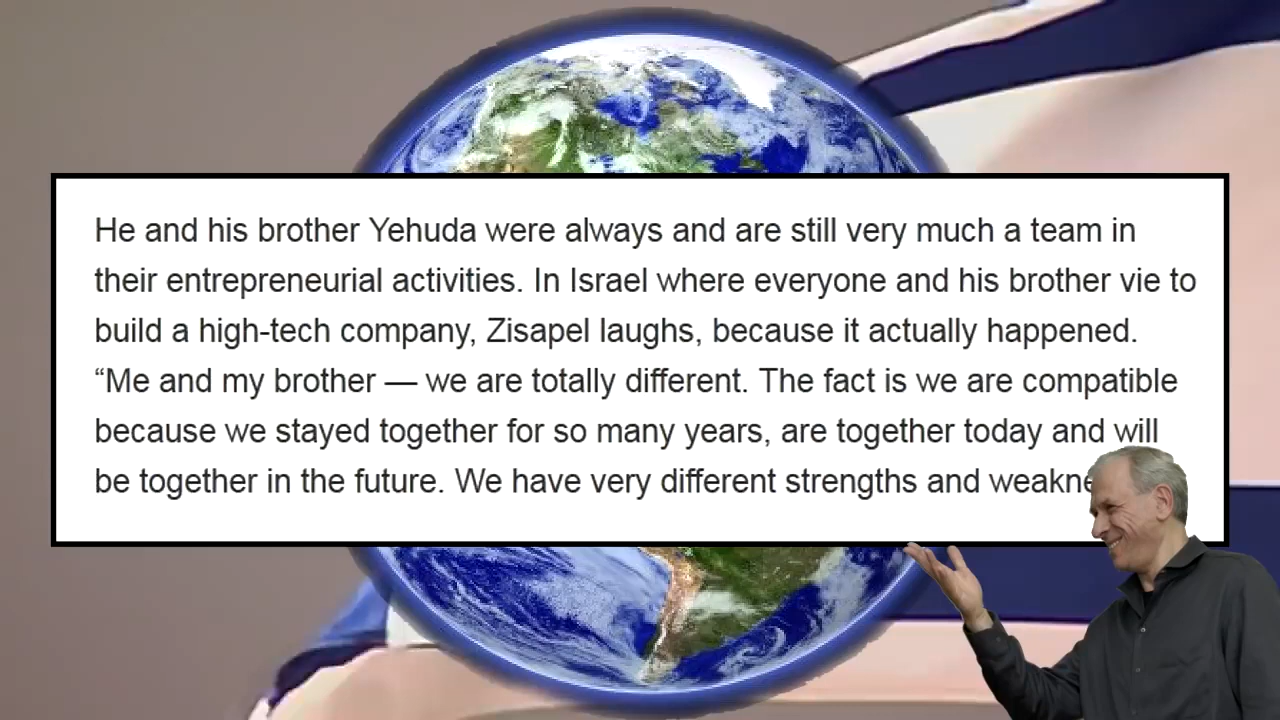 He and his brother Yehuda were always and are still very much a team in
their entrepreneurial activities. In Israel where everyone and his brother vie to
build a high-tech company, Zisapel laughs, because it actually happened.
“Me and my brother — we are totally different. The fact is we are compatible
because we stayed together for so many years, are together today and will
be together in the future. We have very different strengths and